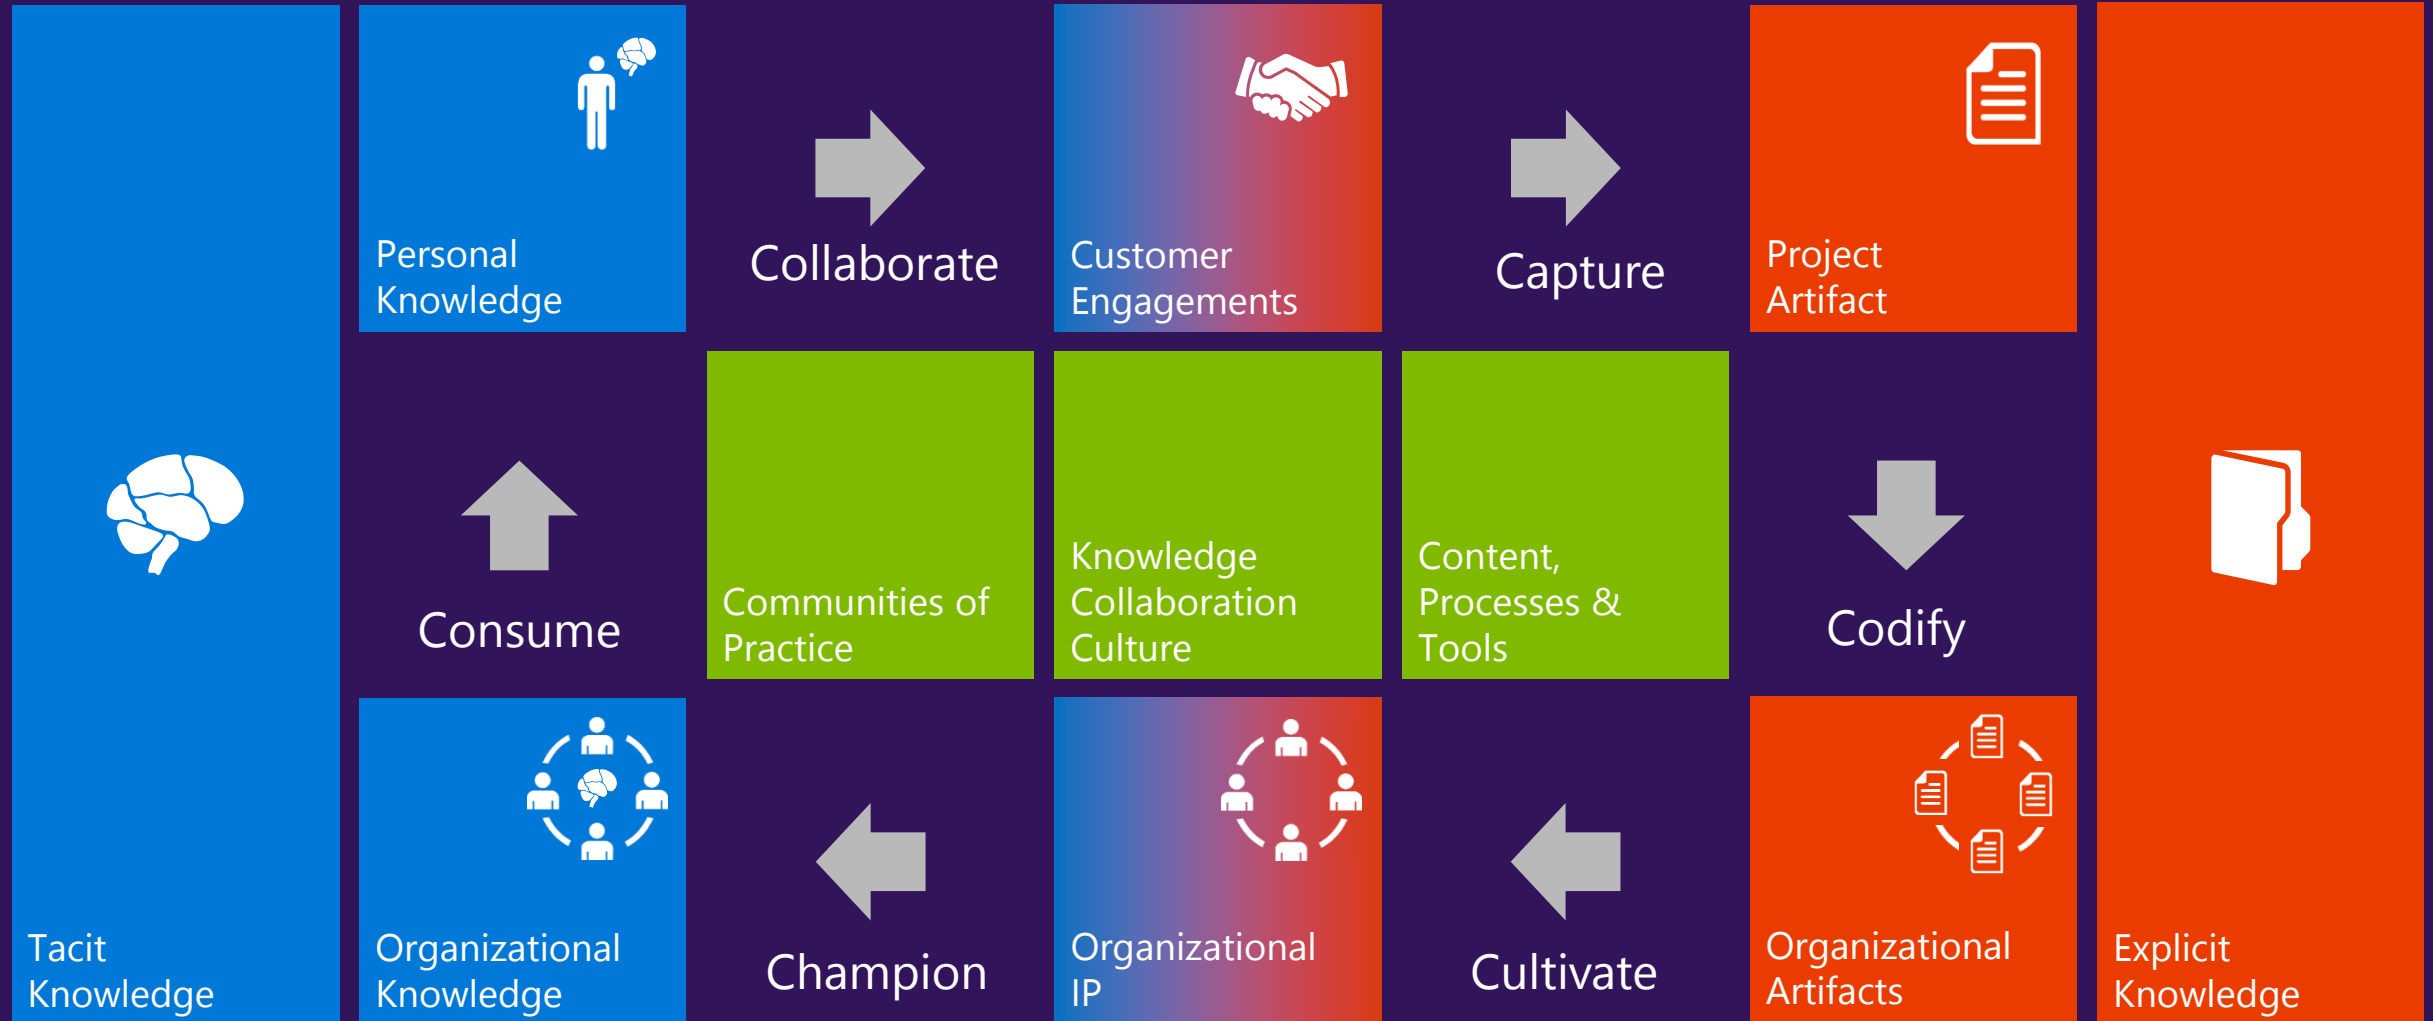 Personal
Knowledge
Collaborate
Customer
Engagements
Capture
Project
Artifact
Consume
Communities of
Practice
Knowledge
Collaboration
Culture
Content,
Processes &
Tools
Codify
Tacit
Knowledge
Organizational
Knowledge
Champion
Organizational
IP
Cultivate
Organizational
Artifacts
Explicit
Knowledge